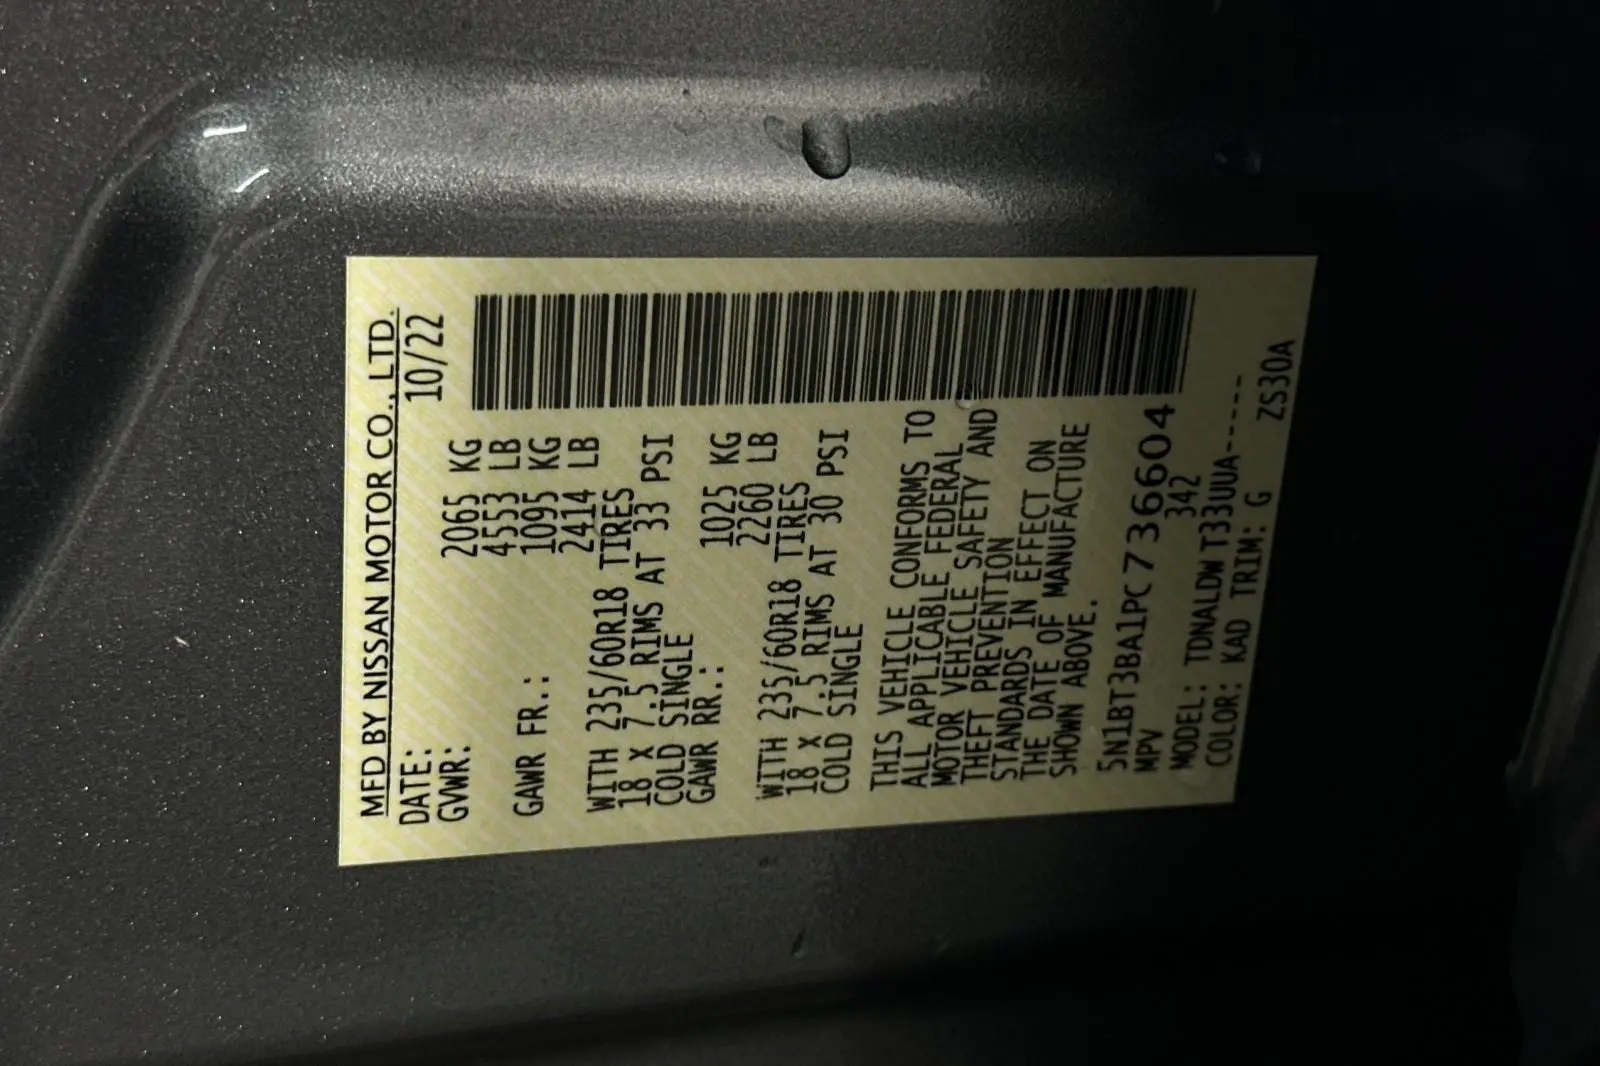 MFD BY NISSAN MOTOR CO., LTD.
DATE: 10/22
GVWR: 2065 KG
4553 LB
GAWR FR.: 1095 KG
2414 LB
WITH 235/60R18 TIRES
18 X 7.5 RIMS AT 33 PSI
COLD SINGLE
GAWR RR.: 1025 KG
2260 LB
WITH 235/60R18 TIRES
18 X 7.5 RIMS AT 30 PSI
COLD SINGLE
THIS VEHICLE CONFORMS TO
ALL APPLICABLE FEDERAL
MOTOR VEHICLE SAFETY AND
THEFT PREVENTION
STANDARDS IN EFFECT ON
THE DATE OF MANUFACTURE
SHOWN ABOVE.
5N1BT3BA1PC736604
MPV 342
MODEL: TDNALDWT33UUA-----
COLOR: KAD TRIM: G ZS30A